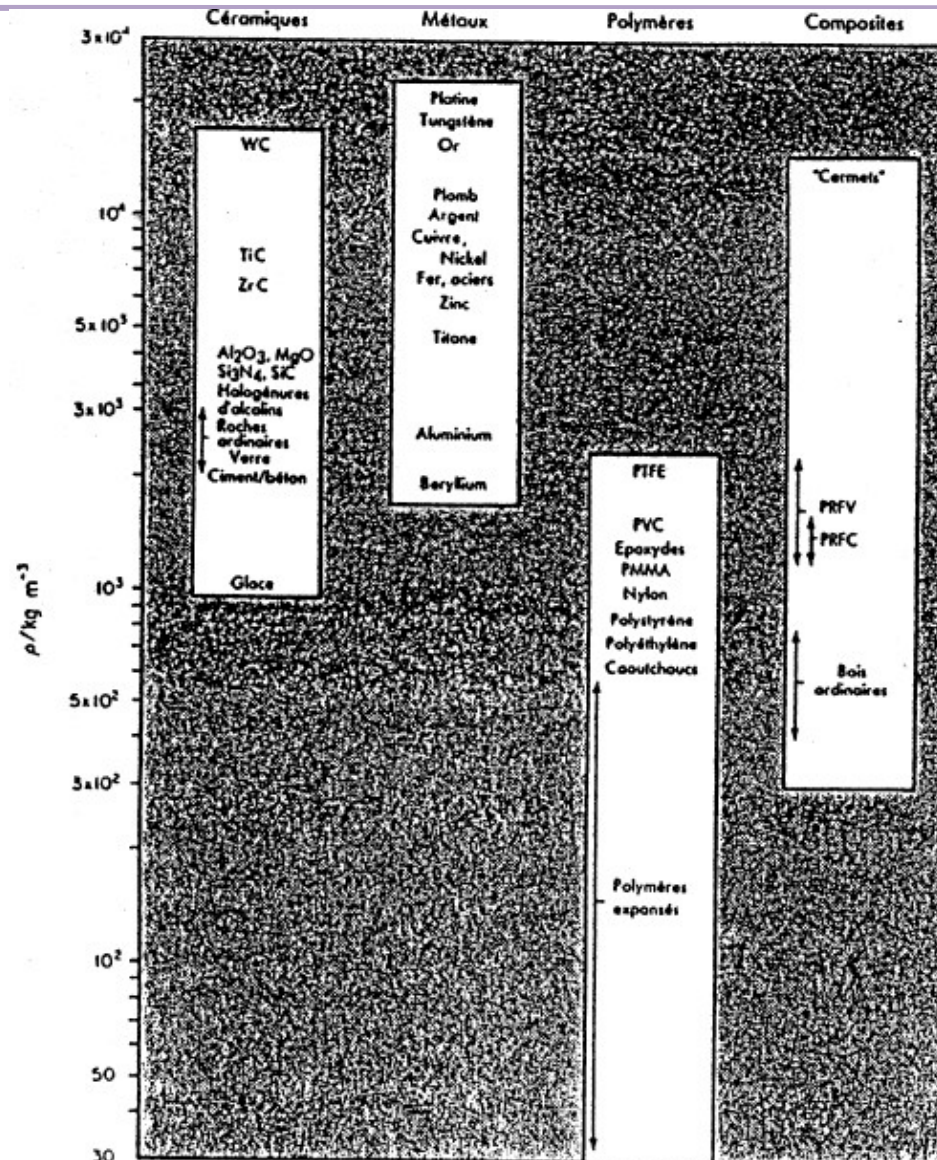 Céramiques
Métaux
Polymères
Composites
3x10⁴
10⁴
5x10³
3x10³
10³
5x10²
3x10²
10²
50
30
ρ/kg m⁻³
WC
TiC
ZrC
Al₂O₃, MgO
Si₃N₄, SiC
Halogénures
d'alcalins
Roches
ordinaires
Verre
Ciment/béton
Glace
Platine
Tungstène
Or
Plomb
Argent
Cuivre,
Nickel
Fer, aciers
Zinc
Titane
Aluminium
Beryllium
PTFE
PVC
Epoxydes
PMMA
Nylon
Polystyrène
Polyéthylène
Caoutchoucs
Polymères
expansés
"Cermets"
PRFV
PRFC
Bois
ordinaires